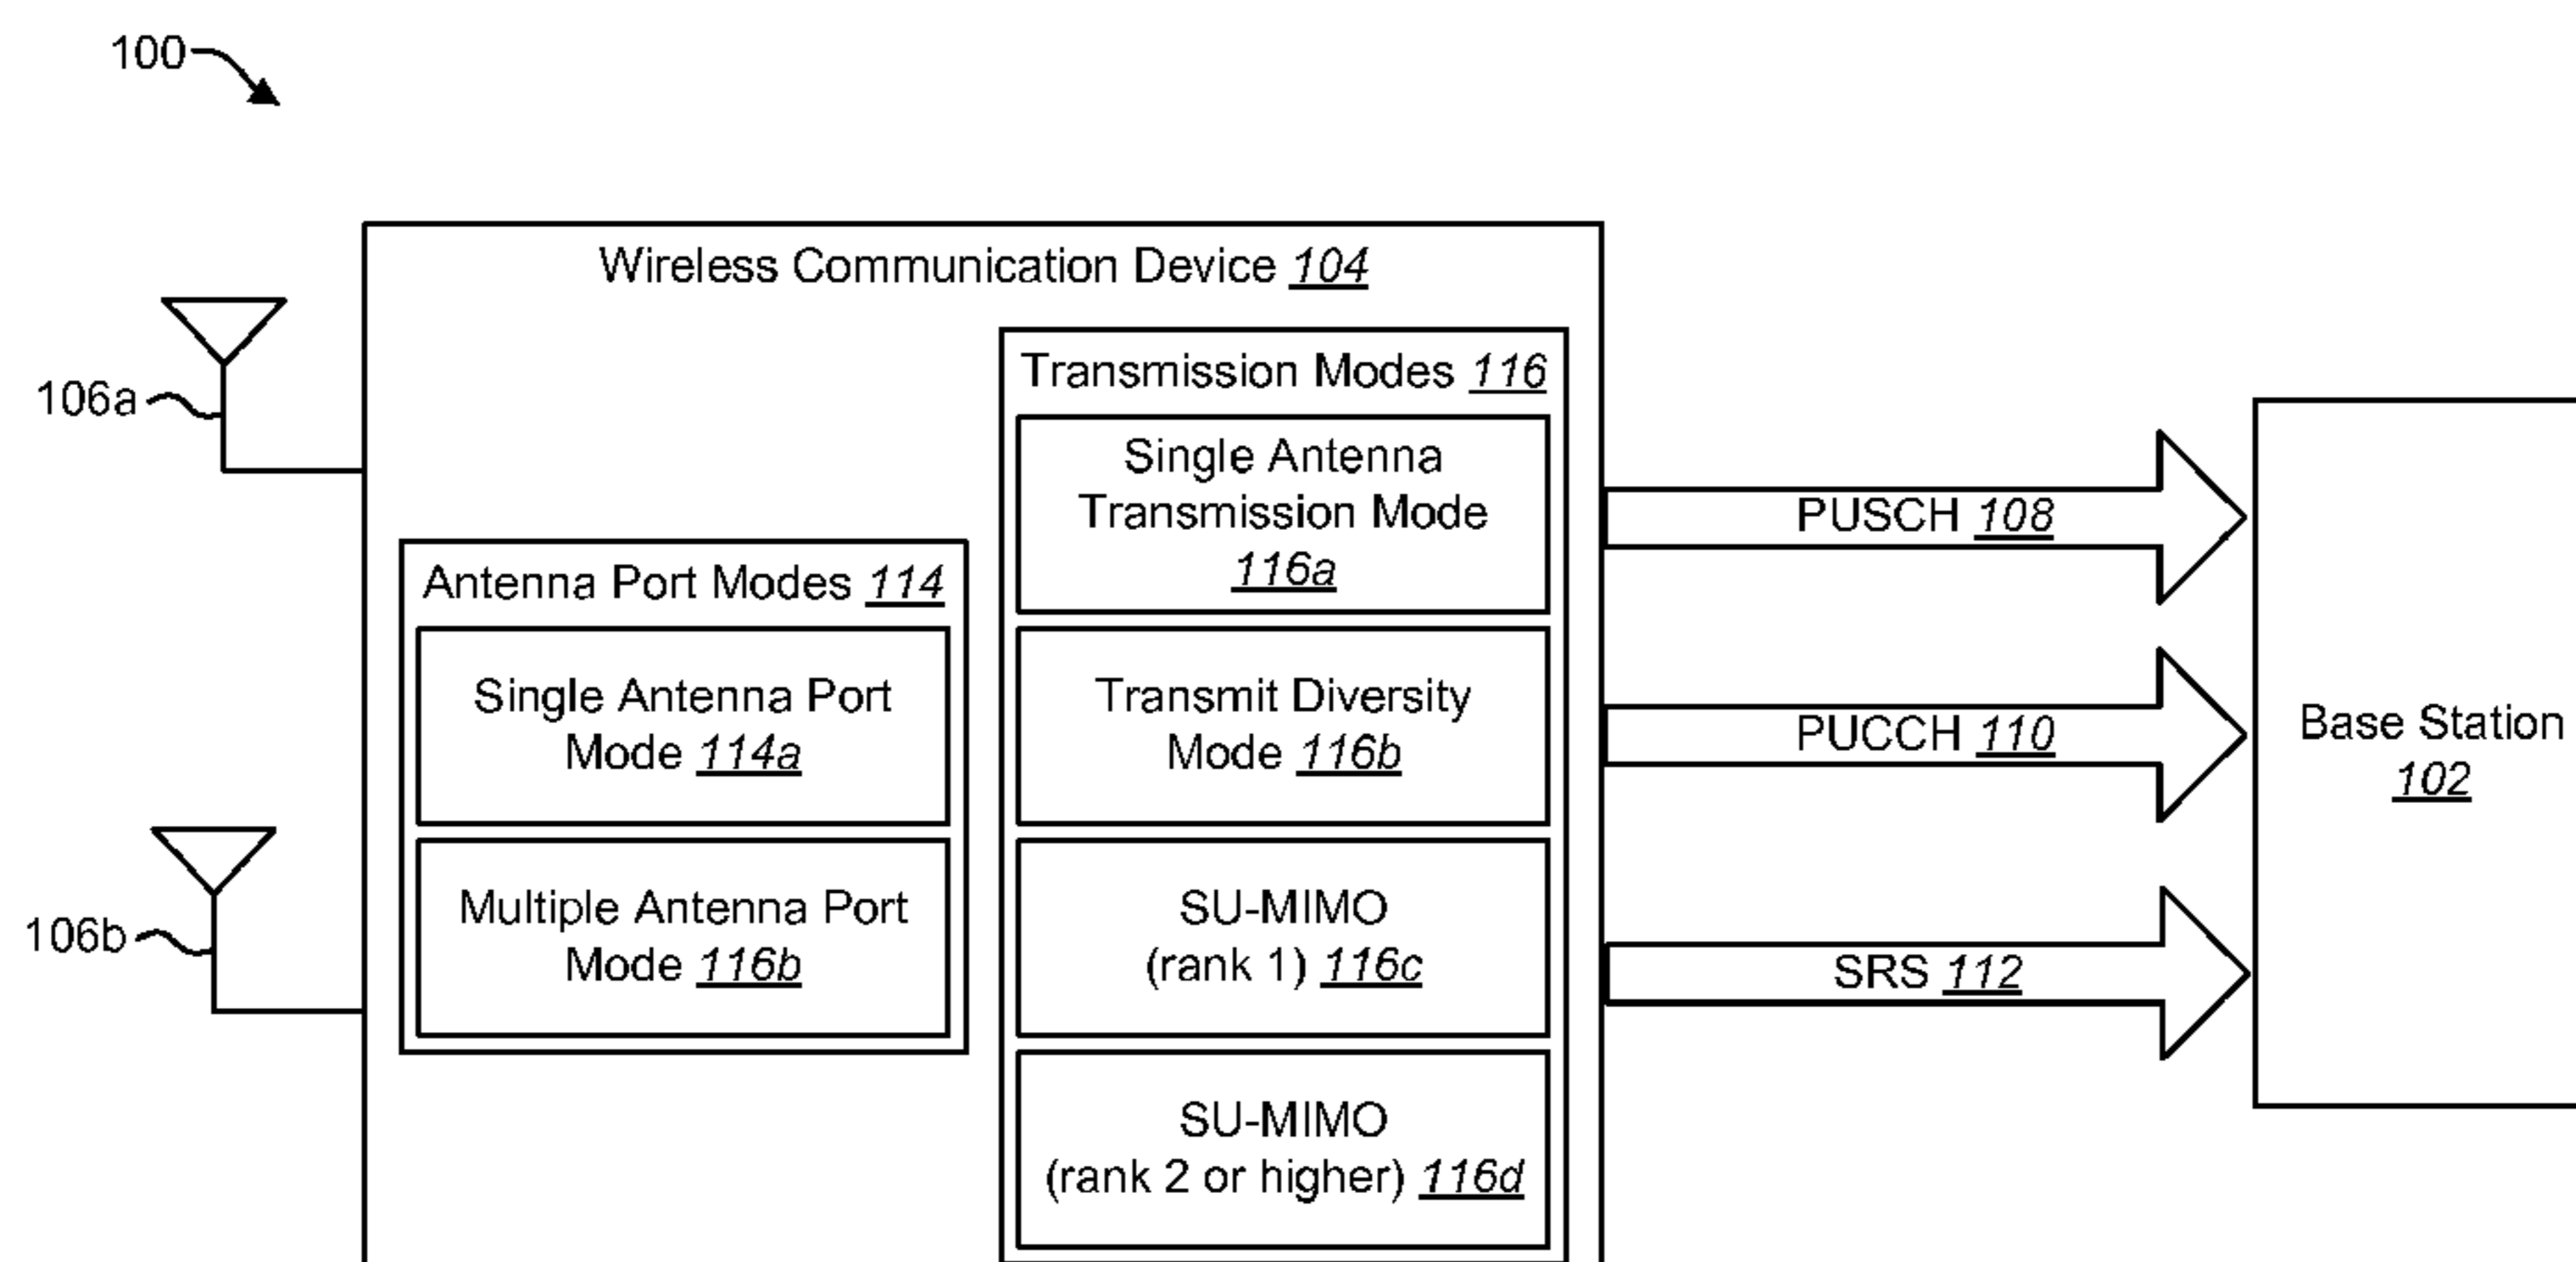 100
Wireless Communication Device 104
106a
Transmission Modes 116
Single Antenna
Transmission Mode
116a
Antenna Port Modes 114
Single Antenna Port
Mode 114a
Transmit Diversity
Mode 116b
106b
Multiple Antenna Port
Mode 116b
SU-MIMO
(rank 1) 116c
SU-MIMO
(rank 2 or higher) 116d
PUSCH 108
PUCCH 110
SRS 112
Base Station
102